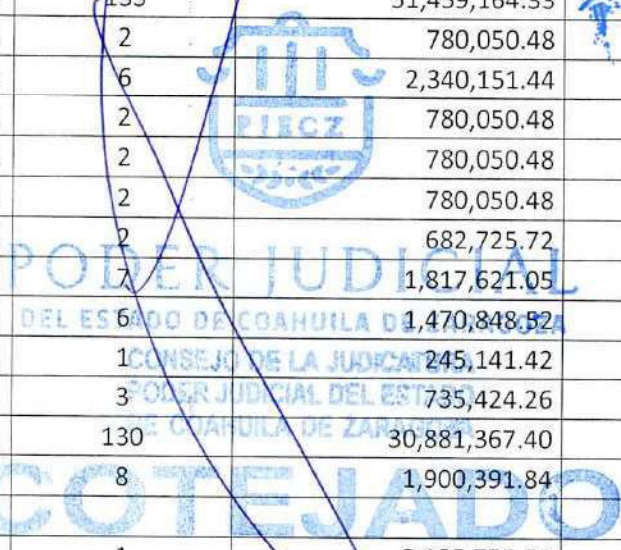 2 780,050.48
6 2,340,151.44
2 780,050.48
PJECZ
2 780,050.48
2 780,050.48
2 682,725.72
PODER JUDICIAL
7 1,817,621.05
DEL ESTADO DE COAHUILA DE ZARAGOZA
6 1,470,848.52
CONSEJO DE LA JUDICATURA
1 245,141.42
PODER JUDICIAL DEL ESTADO
3 735,424.26
DE COAHUILA DE ZARAGOZA
130 30,881,367.40
8 1,900,391.84
COTEJADO